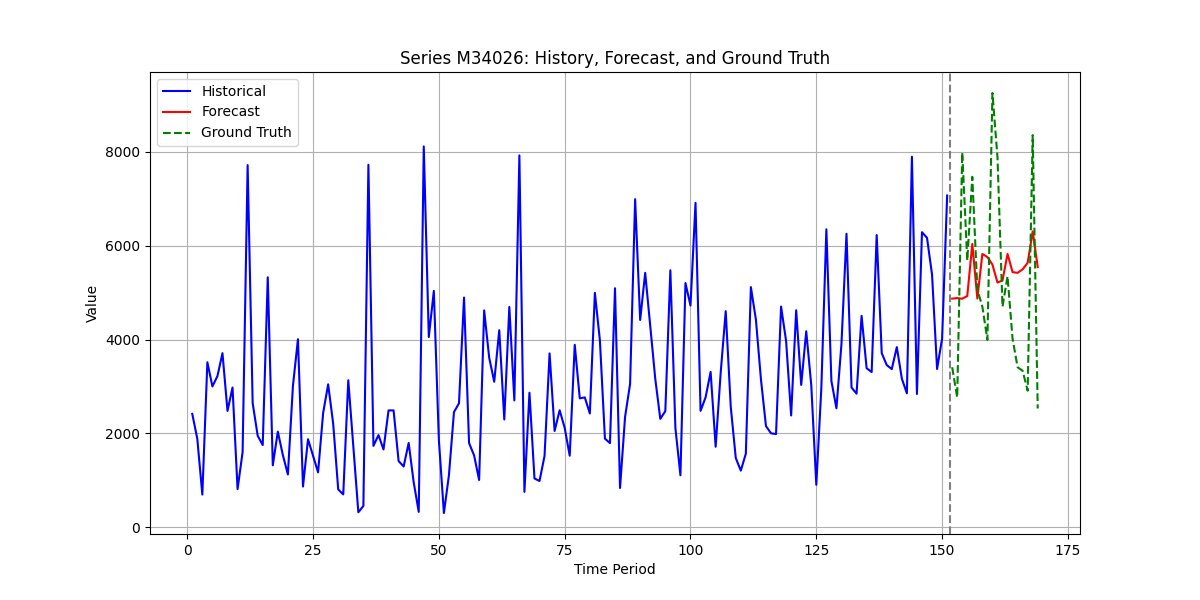 Series M34026: History, Forecast, and Ground Truth
Historical
Forecast
Ground Truth
8000
6000
4000
2000
0
Value
0 25 50 75 100 125 150 175
Time Period